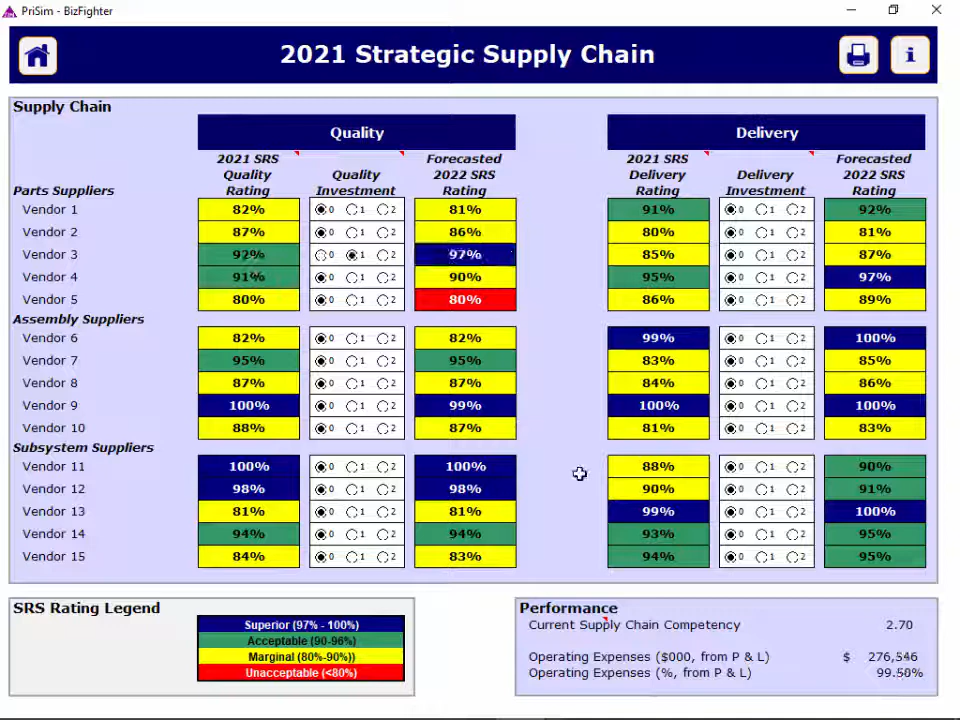 PriSim - BizFighter
2021 Strategic Supply Chain
i
Supply Chain
Quality Delivery
2021 SRS Quality Rating Quality Investment Forecasted 2022 SRS Rating 2021 SRS Delivery Rating Delivery Investment Forecasted 2022 SRS Rating
Parts Suppliers
Vendor 1 82% 0 1 2 81% 91% 0 1 2 92%
Vendor 2 87% 0 1 2 86% 80% 0 1 2 81%
Vendor 3 92% 0 1 2 97% 85% 0 1 2 87%
Vendor 4 91% 0 1 2 90% 95% 0 1 2 97%
Vendor 5 80% 0 1 2 80% 86% 0 1 2 89%
Assembly Suppliers
Vendor 6 82% 0 1 2 82% 99% 0 1 2 100%
Vendor 7 95% 0 1 2 95% 83% 0 1 2 85%
Vendor 8 87% 0 1 2 87% 84% 0 1 2 86%
Vendor 9 100% 0 1 2 99% 100% 0 1 2 100%
Vendor 10 88% 0 1 2 87% 81% 0 1 2 83%
Subsystem Suppliers
Vendor 11 100% 0 1 2 100% 88% 0 1 2 90%
Vendor 12 98% 0 1 2 98% 90% 0 1 2 91%
Vendor 13 81% 0 1 2 81% 99% 0 1 2 100%
Vendor 14 94% 0 1 2 94% 93% 0 1 2 95%
Vendor 15 84% 0 1 2 83% 94% 0 1 2 95%
SRS Rating Legend
Superior (97% - 100%)
Acceptable (90-96%)
Marginal (80%-90%))
Unacceptable (<80%)
Performance
Current Supply Chain Competency 2.70
Operating Expenses ($000, from P & L) $ 276,546
Operating Expenses (%, from P & L) 99.50%